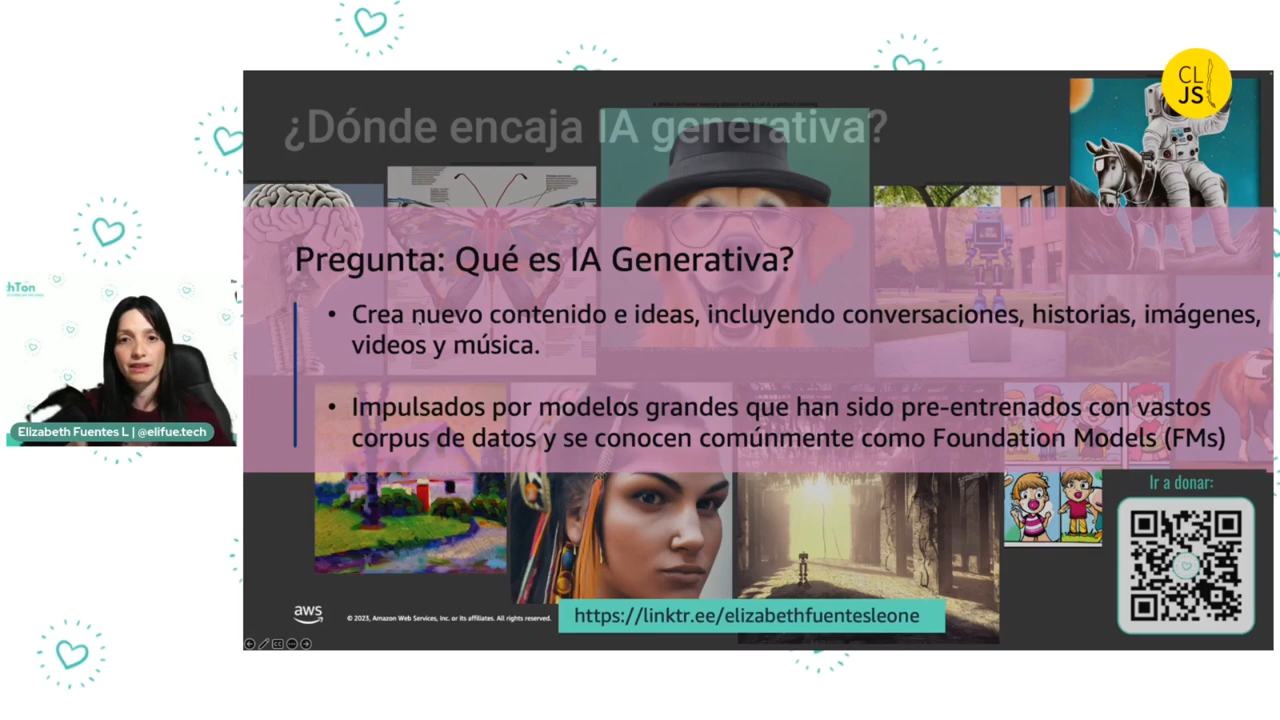 CL
JS
¿Dónde encaja IA generativa?
Pregunta: Qué es IA Generativa?
• Crea nuevo contenido e ideas, incluyendo conversaciones, historias, imágenes,
videos y música.
• Impulsados por modelos grandes que han sido pre-entrenados con vastos
corpus de datos y se conocen comúnmente como Foundation Models (FMs)
hTon
Elizabeth Fuentes L | @elifue.tech
Ir a donar:
aws
© 2023, Amazon Web Services, Inc. or its affiliates. All rights reserved.
https://linktr.ee/elizabethfuentesleone